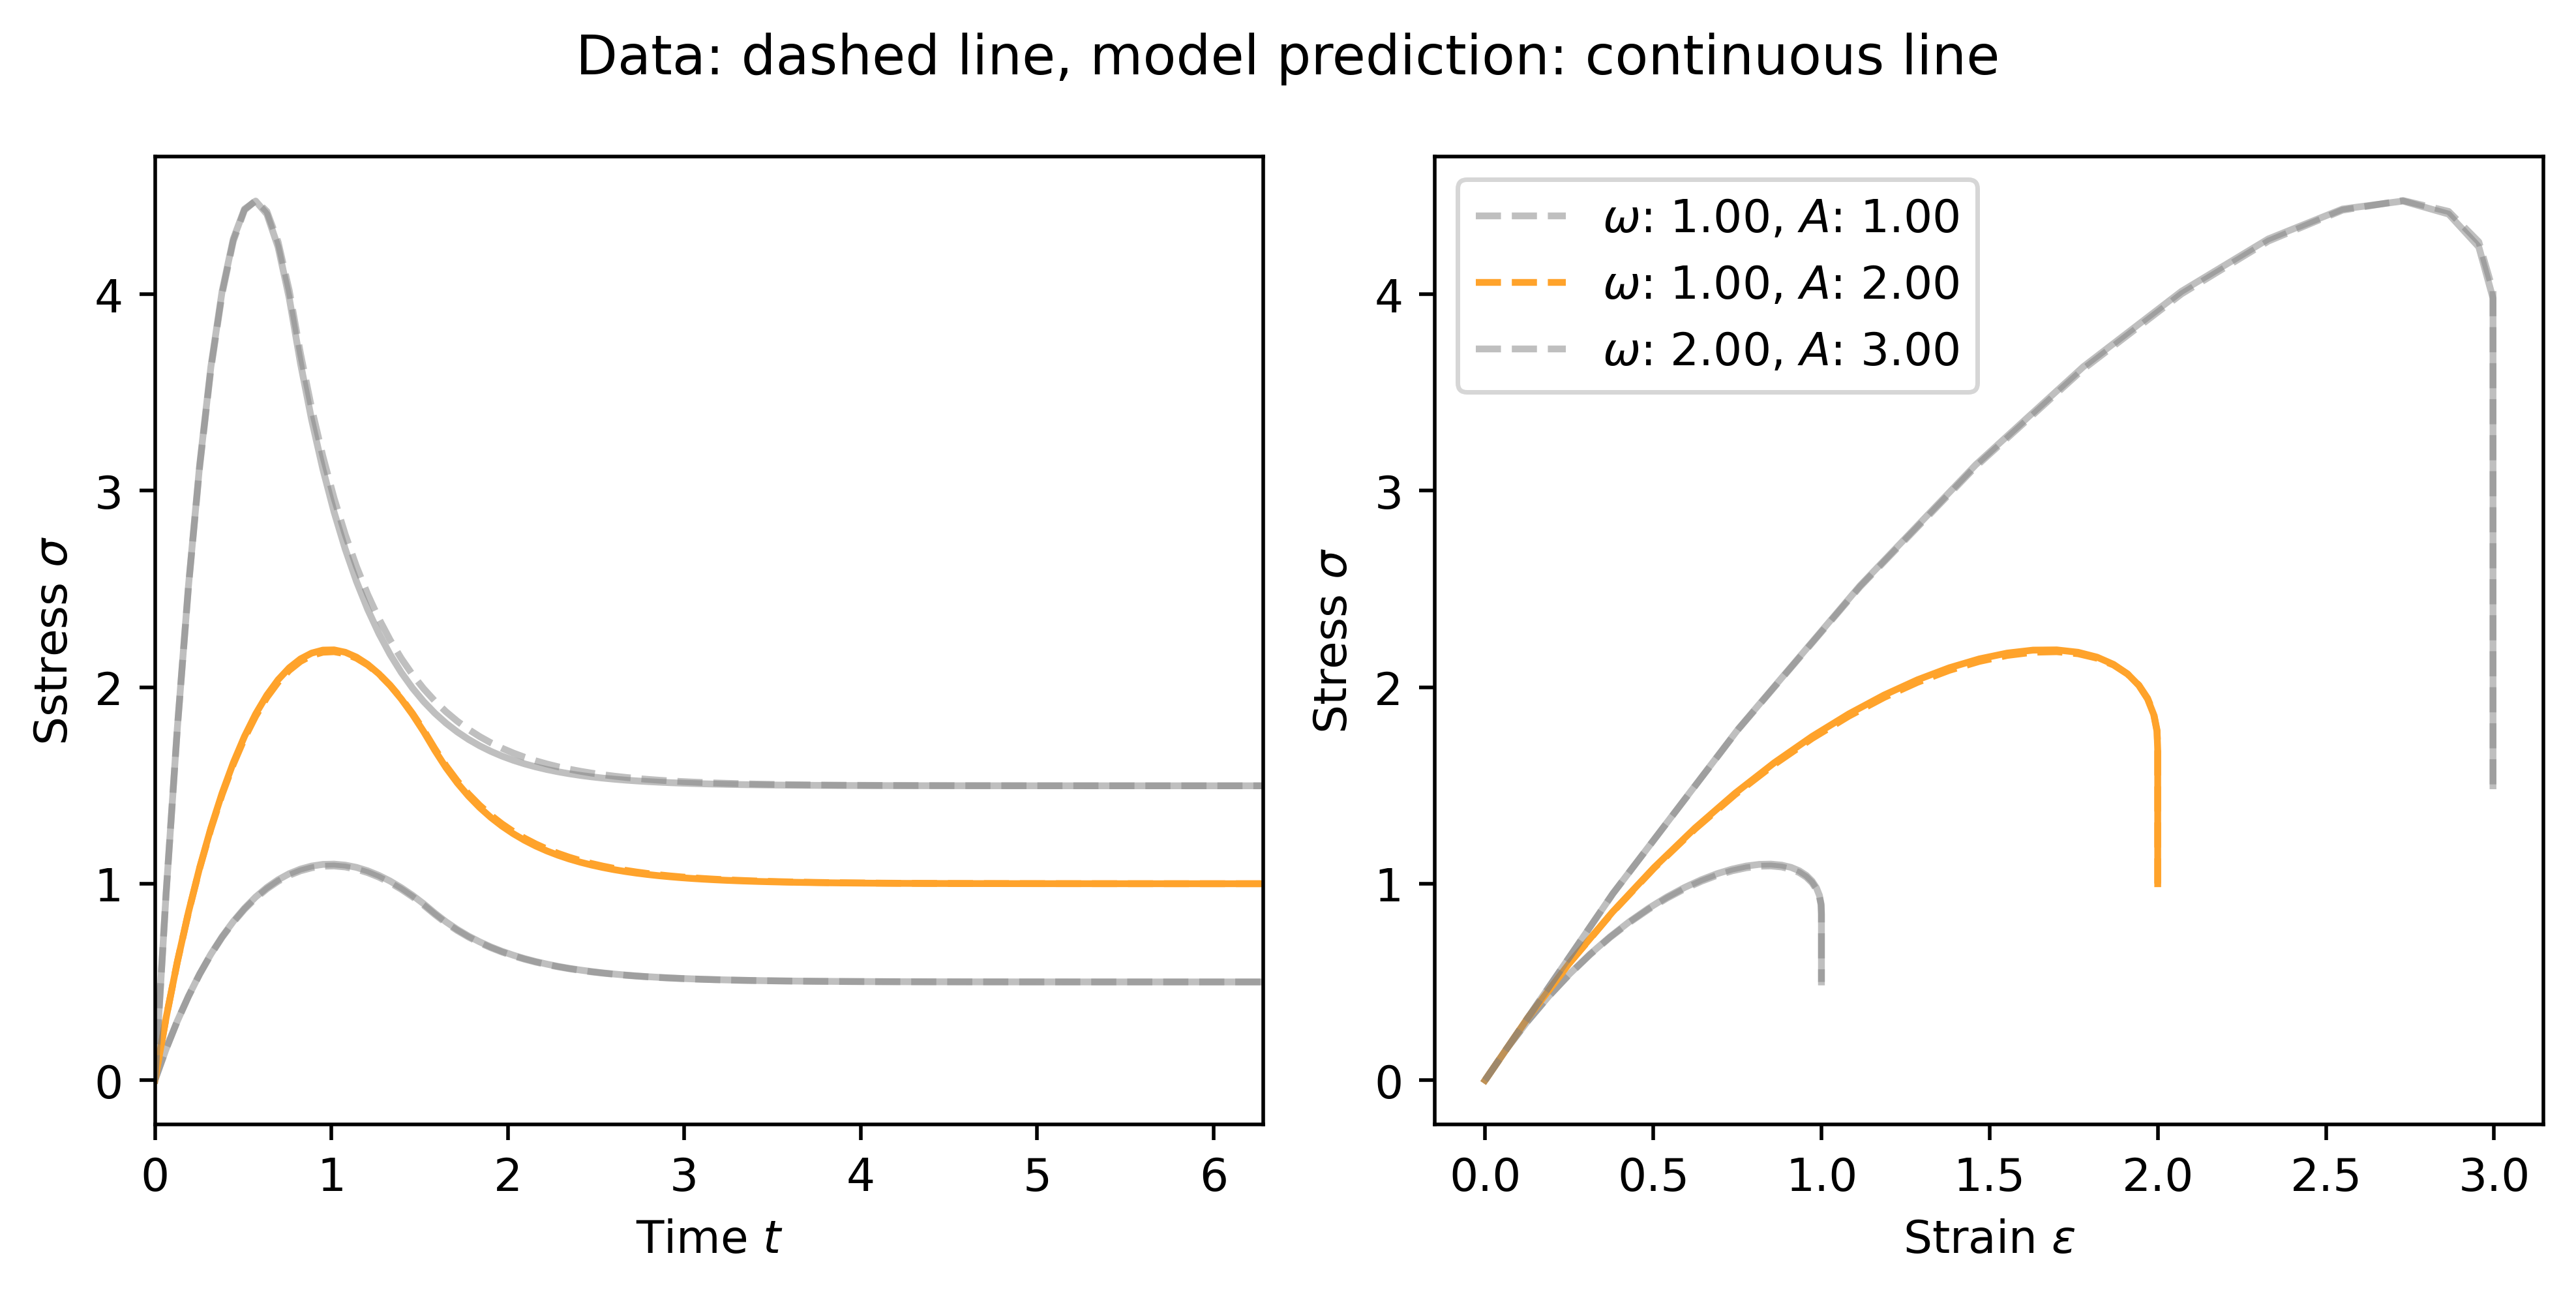 Data: dashed line, model prediction: continuous line
Sstress σ
4
3
2
1
0
0 1 2 3 4 5 6
Time t
ω: 1.00, A: 1.00
ω: 1.00, A: 2.00
ω: 2.00, A: 3.00
Stress σ
4
3
2
1
0
0.0 0.5 1.0 1.5 2.0 2.5 3.0
Strain ε